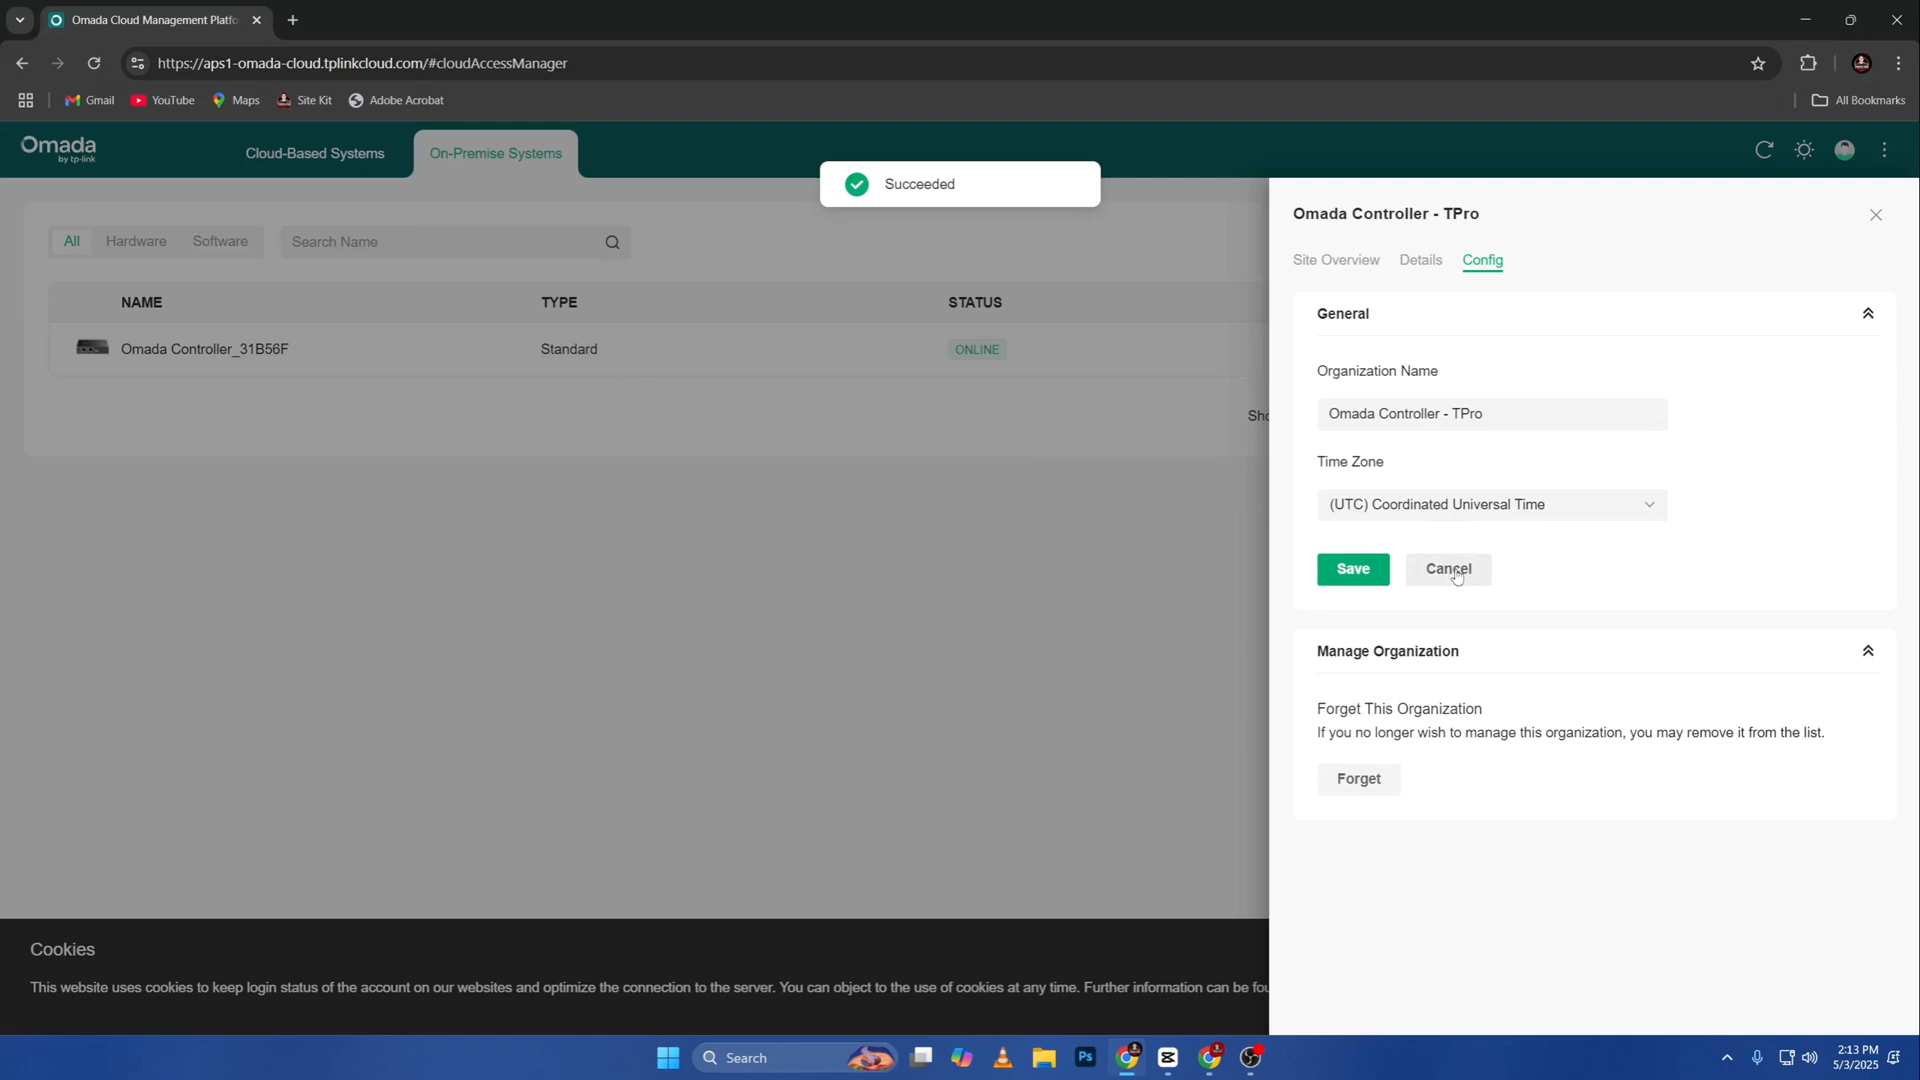 Omada Cloud Management Platfo
https://aps1-omada-cloud.tplinkcloud.com/#cloudAccessManager
Gmail
YouTube
Maps
Site Kit
Adobe Acrobat
All Bookmarks
Omada
by tp-link
Cloud-Based Systems
On-Premise Systems
Succeeded
All
Hardware
Software
Search Name
NAME
TYPE
STATUS
Omada Controller_31B56F
Standard
ONLINE
Sho
Omada Controller - TPro
Site Overview
Details
Config
General
Organization Name
Omada Controller - TPro
Time Zone
(UTC) Coordinated Universal Time
Save
Cancel
Manage Organization
Forget This Organization
If you no longer wish to manage this organization, you may remove it from the list.
Forget
Cookies
This website uses cookies to keep login status of the account on our websites and optimize the connection to the server. You can object to the use of cookies at any time. Further information can be fou
Search
Ps
2:13 PM
5/3/2025